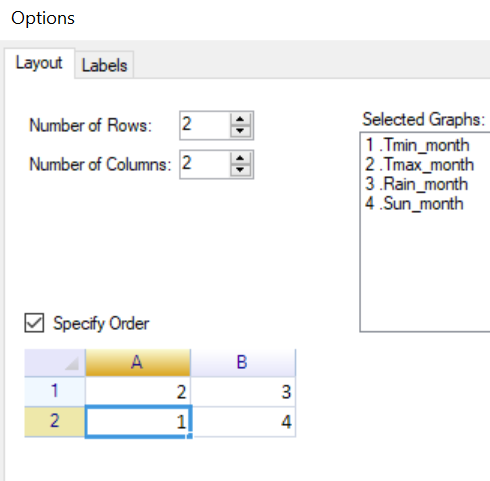 Options
Layout Labels
Number of Rows: 2
Number of Columns: 2
Selected Graphs:
1 .Tmin_month
2 .Tmax_month
3 .Rain_month
4 .Sun_month
Specify Order
A B
1 2 3
2 1 4